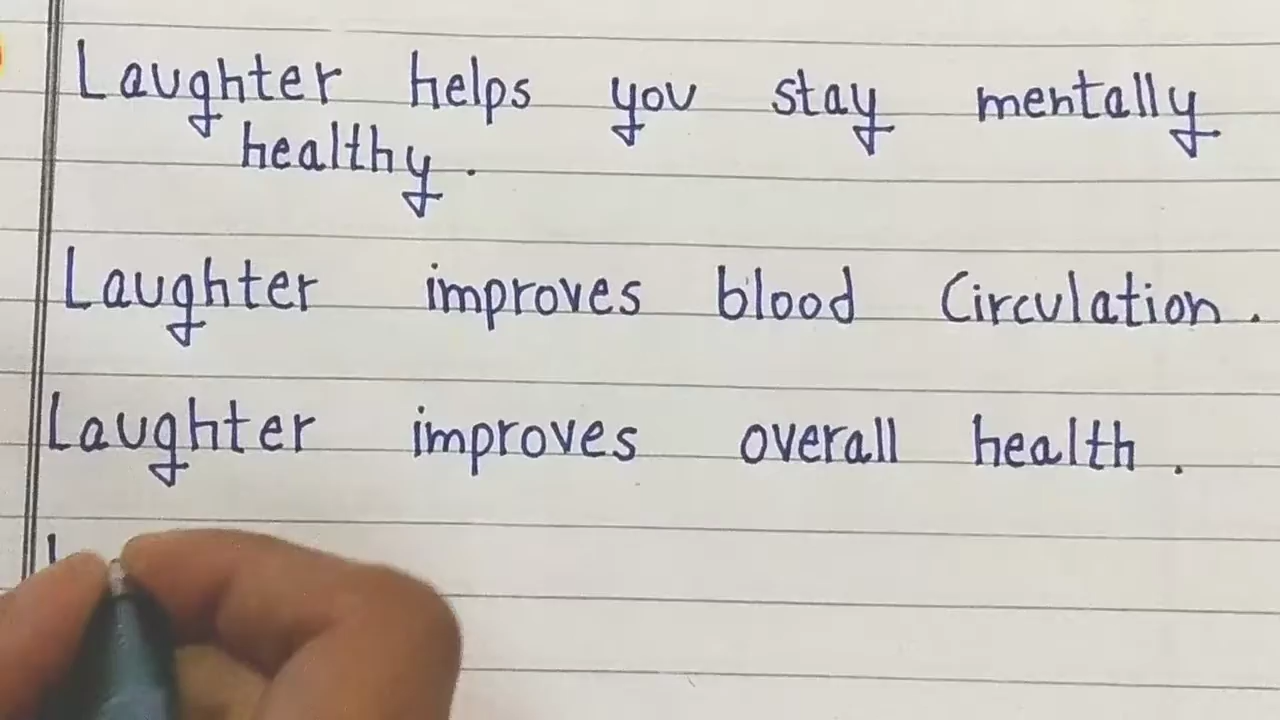 Laughter helps you stay mentally
healthy.
Laughter improves blood Circulation.
Laughter improves overall health.